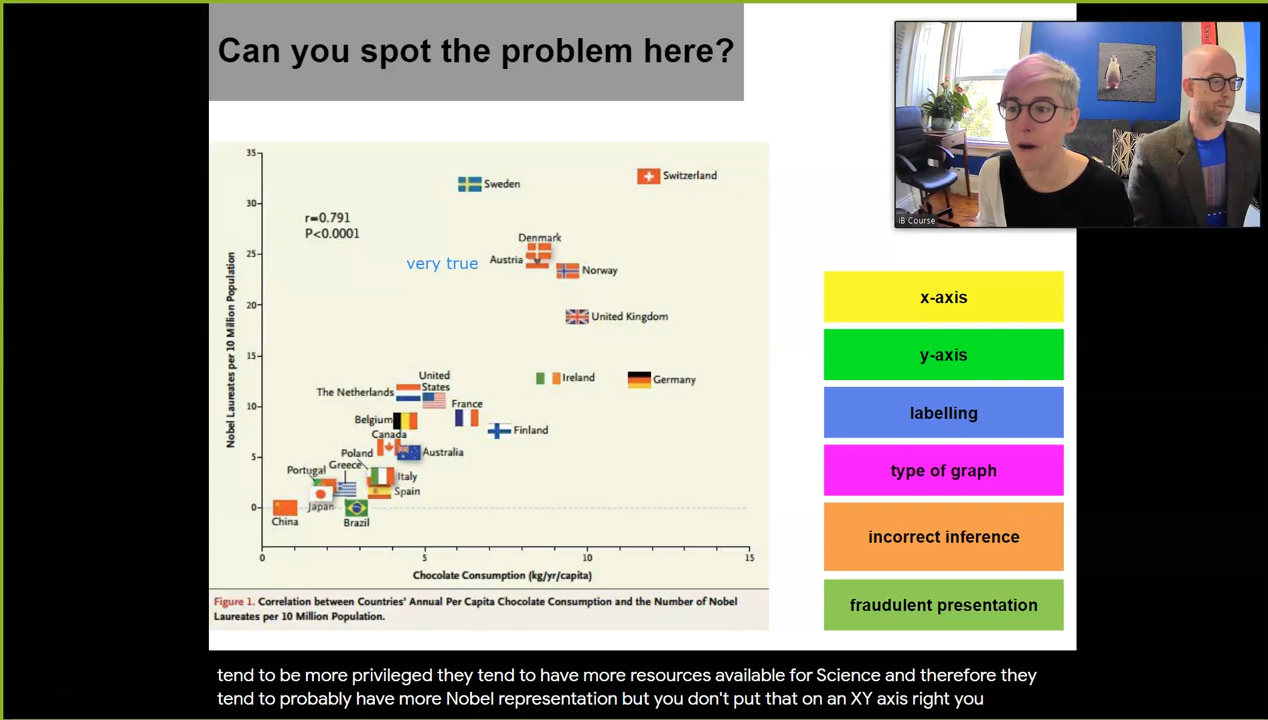 Can you spot the problem here?
IB Course
35
30
25
20
15
10
5
0
Nobel Laureates per 10 Million Population
r=0.791
P<0.0001
very true
Sweden
Switzerland
Denmark
Austria
Norway
United Kingdom
Ireland
Germany
United
States
The Netherlands
France
Belgium
Finland
Canada
Australia
Poland
Greece
Portugal
Italy
Spain
Japan
China
Brazil
0
5
10
15
Chocolate Consumption (kg/yr/capita)
Figure 1. Correlation between Countries' Annual Per Capita Chocolate Consumption and the Number of Nobel
Laureates per 10 Million Population.
x-axis
y-axis
labelling
type of graph
incorrect inference
fraudulent presentation
tend to be more privileged they tend to have more resources available for Science and therefore they
tend to probably have more Nobel representation but you don't put that on an XY axis right you